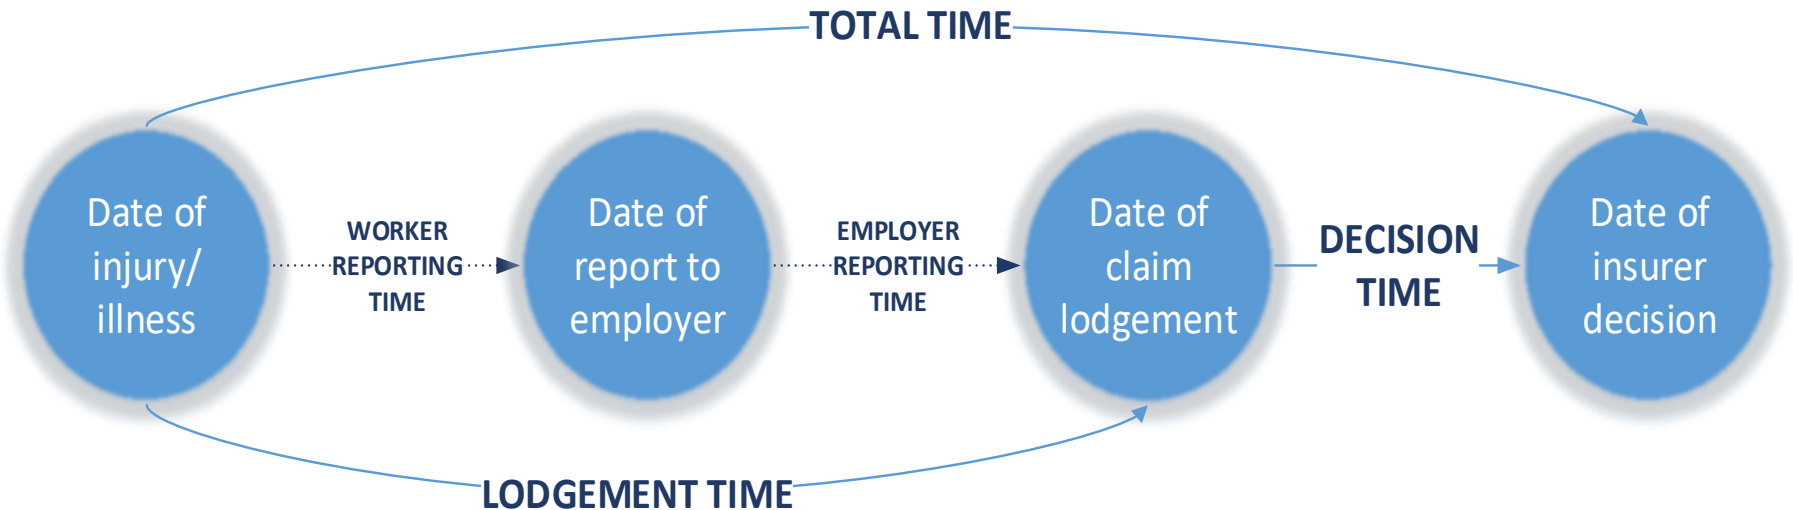 TOTAL TIME
Date of
injury/
illness
WORKER
REPORTING
TIME
Date of
report to
employer
EMPLOYER
REPORTING
TIME
Date of
claim
lodgement
DECISION
TIME
Date of
insurer
decision
LODGEMENT TIME